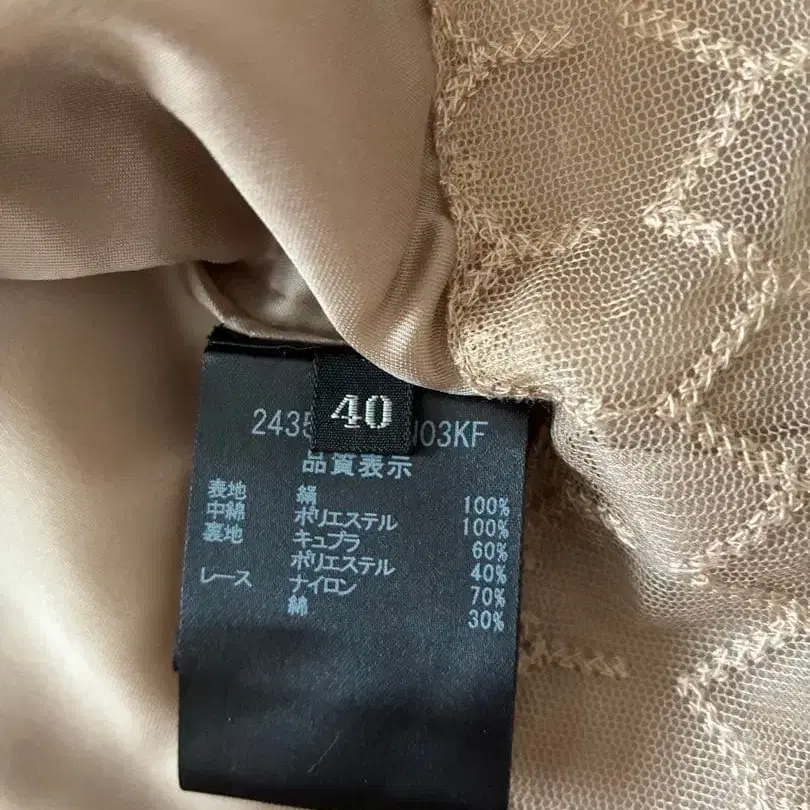 40
2435 I03KF
品質表示
表地 絹 100%
中綿 ポリエステル 100%
裏地 キュプラ 60%
ポリエステル 40%
レース ナイロン 70%
綿 30%